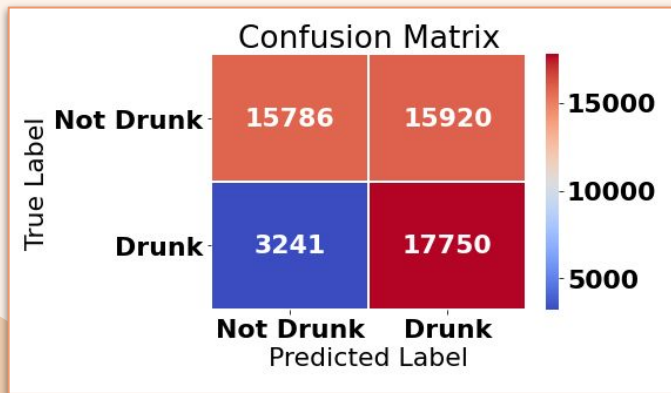 Confusion Matrix
True Label
Not Drunk 15786 15920
Drunk 3241 17750
Not Drunk Drunk
Predicted Label
15000
10000
5000